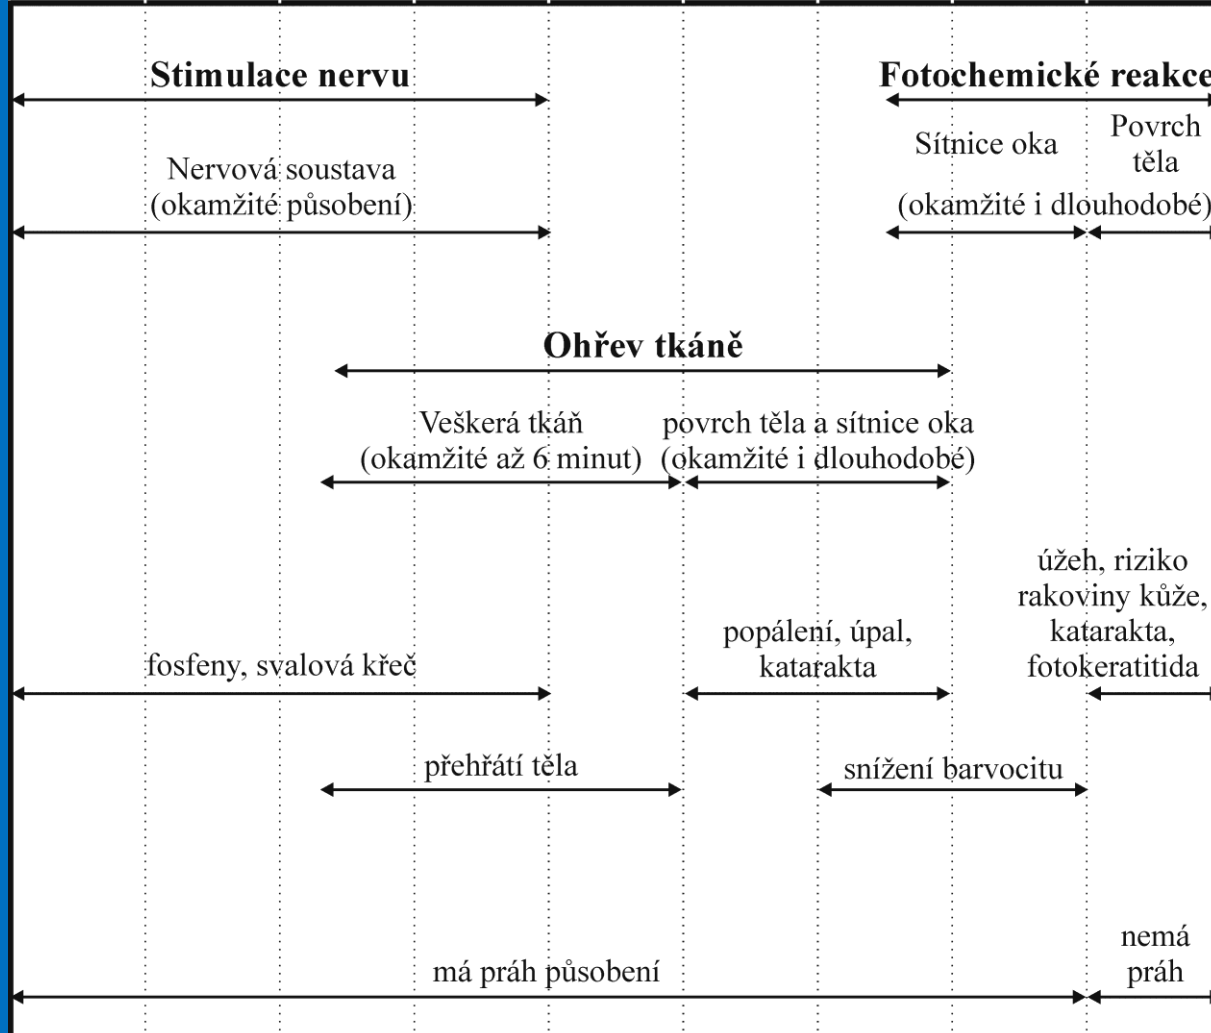 Stimulace nervu
Fotochemické reakce
Nervová soustava
(okamžité působení)
Sítnice oka
Povrch
těla
(okamžité i dlouhodobé)
Ohřev tkáně
Veškerá tkáň
(okamžité až 6 minut)
povrch těla a sítnice oka
(okamžité i dlouhodobé)
fosfeny, svalová křeč
popálení, úpal,
katarakta
úžeh, riziko
rakoviny kůže,
katarakta,
fotokeratitida
přehřátí těla
snížení barvocitu
má práh působení
nemá
práh